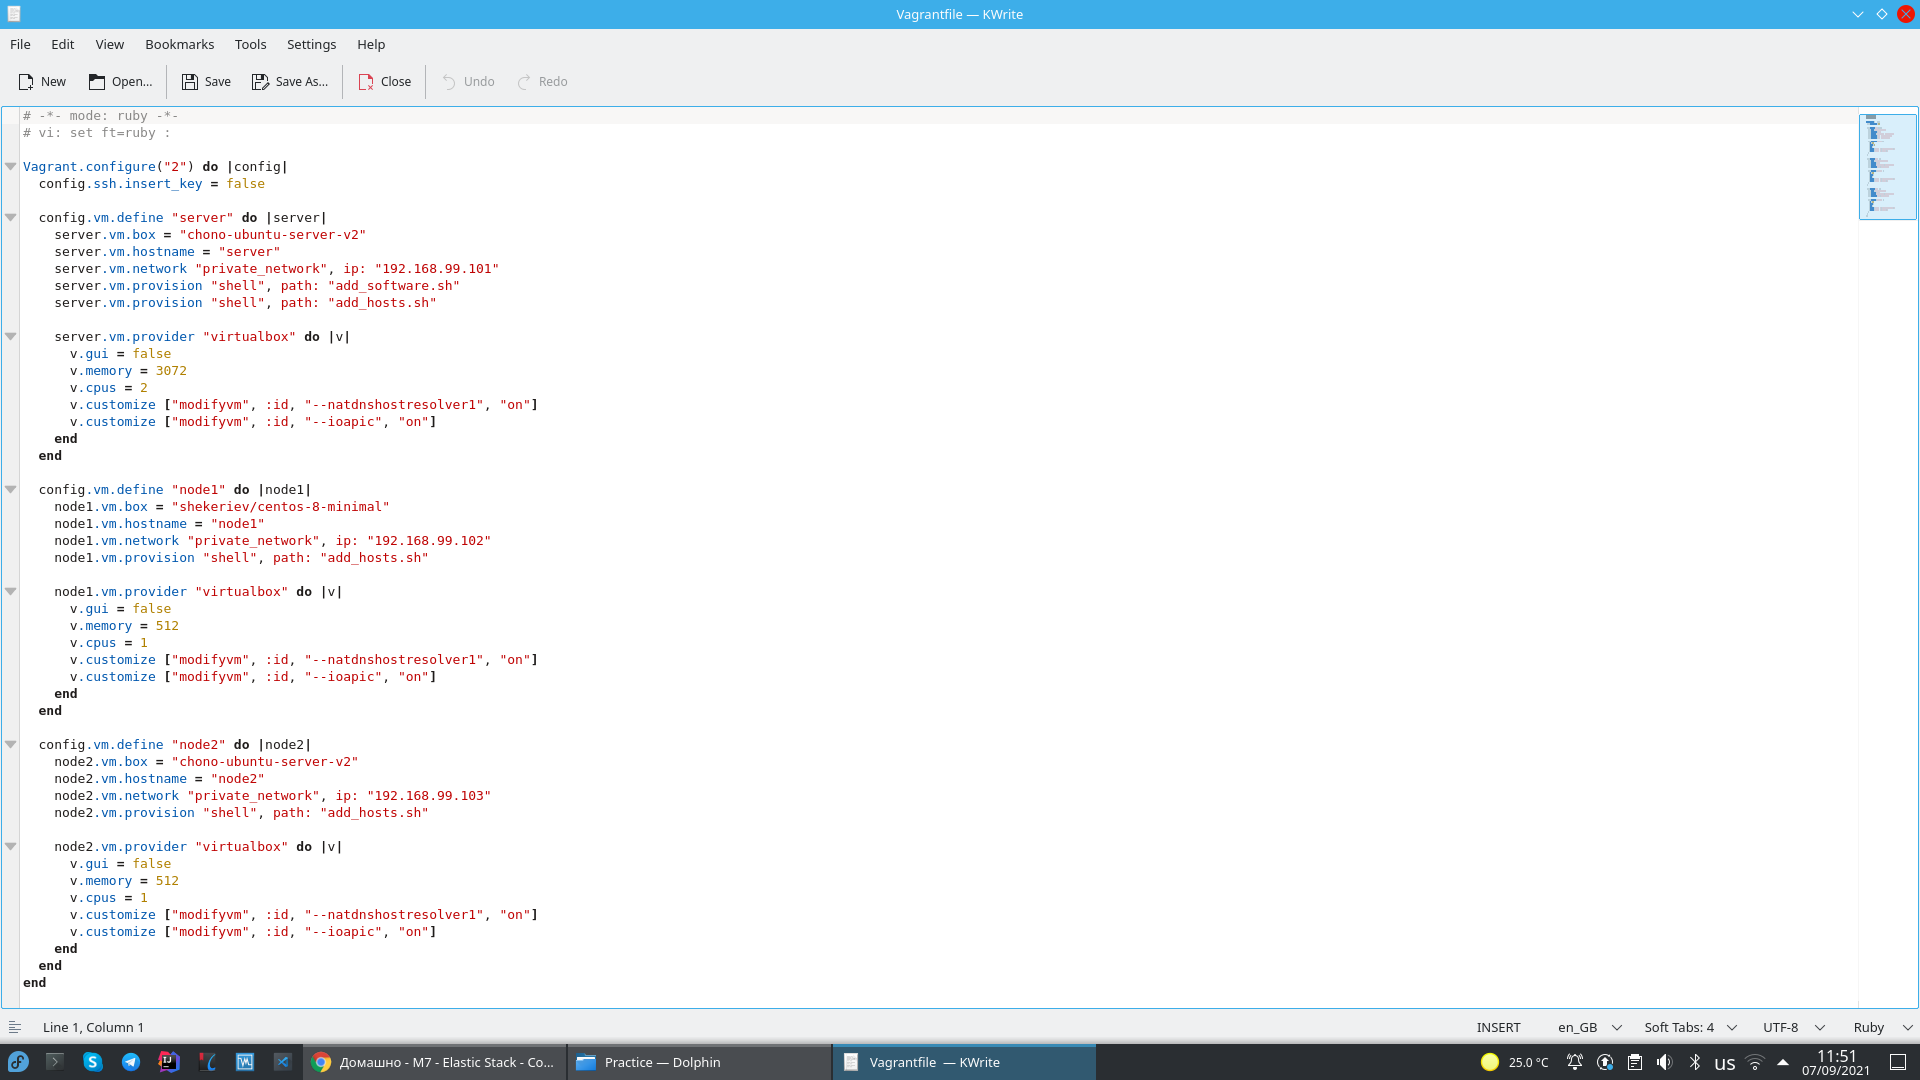 Vagrantfile — KWrite
File Edit View Bookmarks Tools Settings Help
New Open... Save Save As... Close Undo Redo
# -*- mode: ruby -*-
# vi: set ft=ruby :

Vagrant.configure("2") do |config|
  config.ssh.insert_key = false

  config.vm.define "server" do |server|
    server.vm.box = "chono-ubuntu-server-v2"
    server.vm.hostname = "server"
    server.vm.network "private_network", ip: "192.168.99.101"
    server.vm.provision "shell", path: "add_software.sh"
    server.vm.provision "shell", path: "add_hosts.sh"

    server.vm.provider "virtualbox" do |v|
      v.gui = false
      v.memory = 3072
      v.cpus = 2
      v.customize ["modifyvm", :id, "--natdnshostresolver1", "on"]
      v.customize ["modifyvm", :id, "--ioapic", "on"]
    end
  end

  config.vm.define "node1" do |node1|
    node1.vm.box = "shekeriev/centos-8-minimal"
    node1.vm.hostname = "node1"
    node1.vm.network "private_network", ip: "192.168.99.102"
    node1.vm.provision "shell", path: "add_hosts.sh"

    node1.vm.provider "virtualbox" do |v|
      v.gui = false
      v.memory = 512
      v.cpus = 1
      v.customize ["modifyvm", :id, "--natdnshostresolver1", "on"]
      v.customize ["modifyvm", :id, "--ioapic", "on"]
    end
  end

  config.vm.define "node2" do |node2|
    node2.vm.box = "chono-ubuntu-server-v2"
    node2.vm.hostname = "node2"
    node2.vm.network "private_network", ip: "192.168.99.103"
    node2.vm.provision "shell", path: "add_hosts.sh"

    node2.vm.provider "virtualbox" do |v|
      v.gui = false
      v.memory = 512
      v.cpus = 1
      v.customize ["modifyvm", :id, "--natdnshostresolver1", "on"]
      v.customize ["modifyvm", :id, "--ioapic", "on"]
    end
  end
end
Line 1, Column 1 INSERT en_GB Soft Tabs: 4 UTF-8 Ruby
Домашно - M7 - Elastic Stack - Co... Practice — Dolphin Vagrantfile — KWrite 25.0 °C us 11:51
07/09/2021